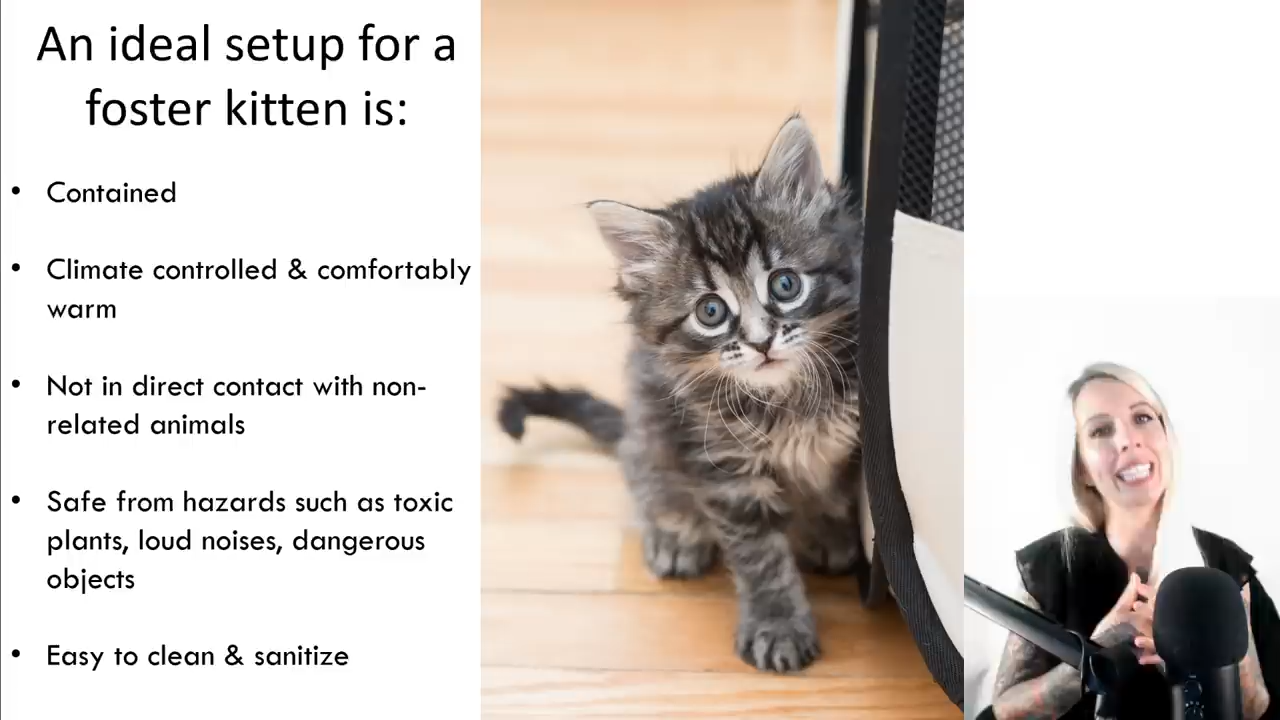 An ideal setup for a
foster kitten is:
• Contained
• Climate controlled & comfortably
warm
• Not in direct contact with non-
related animals
• Safe from hazards such as toxic
plants, loud noises, dangerous
objects
• Easy to clean & sanitize